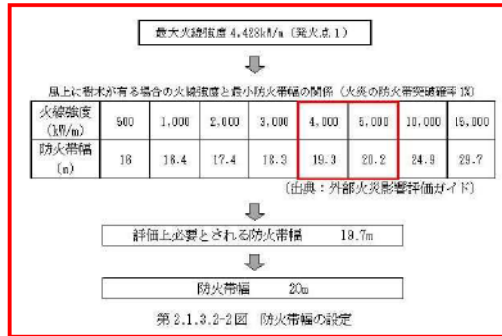 最大火線強度 4,428kW/m (発火点1)
風上に樹木が有る場合の火線強度と最小防火帯幅の関係 (火炎の防火帯突破確率 1%)
火線強度 (kW/m) 500 1,000 2,000 3,000 4,000 5,000 10,000 15,000
防火帯幅 (m) 16 16.4 17.4 18.3 19.3 20.2 24.9 29.7
(出典：外部火災影響評価ガイド)
評価上必要とされる防火帯幅 19.7m
防火帯幅 20m
第 2.1.3.2-2図 防火帯幅の設定